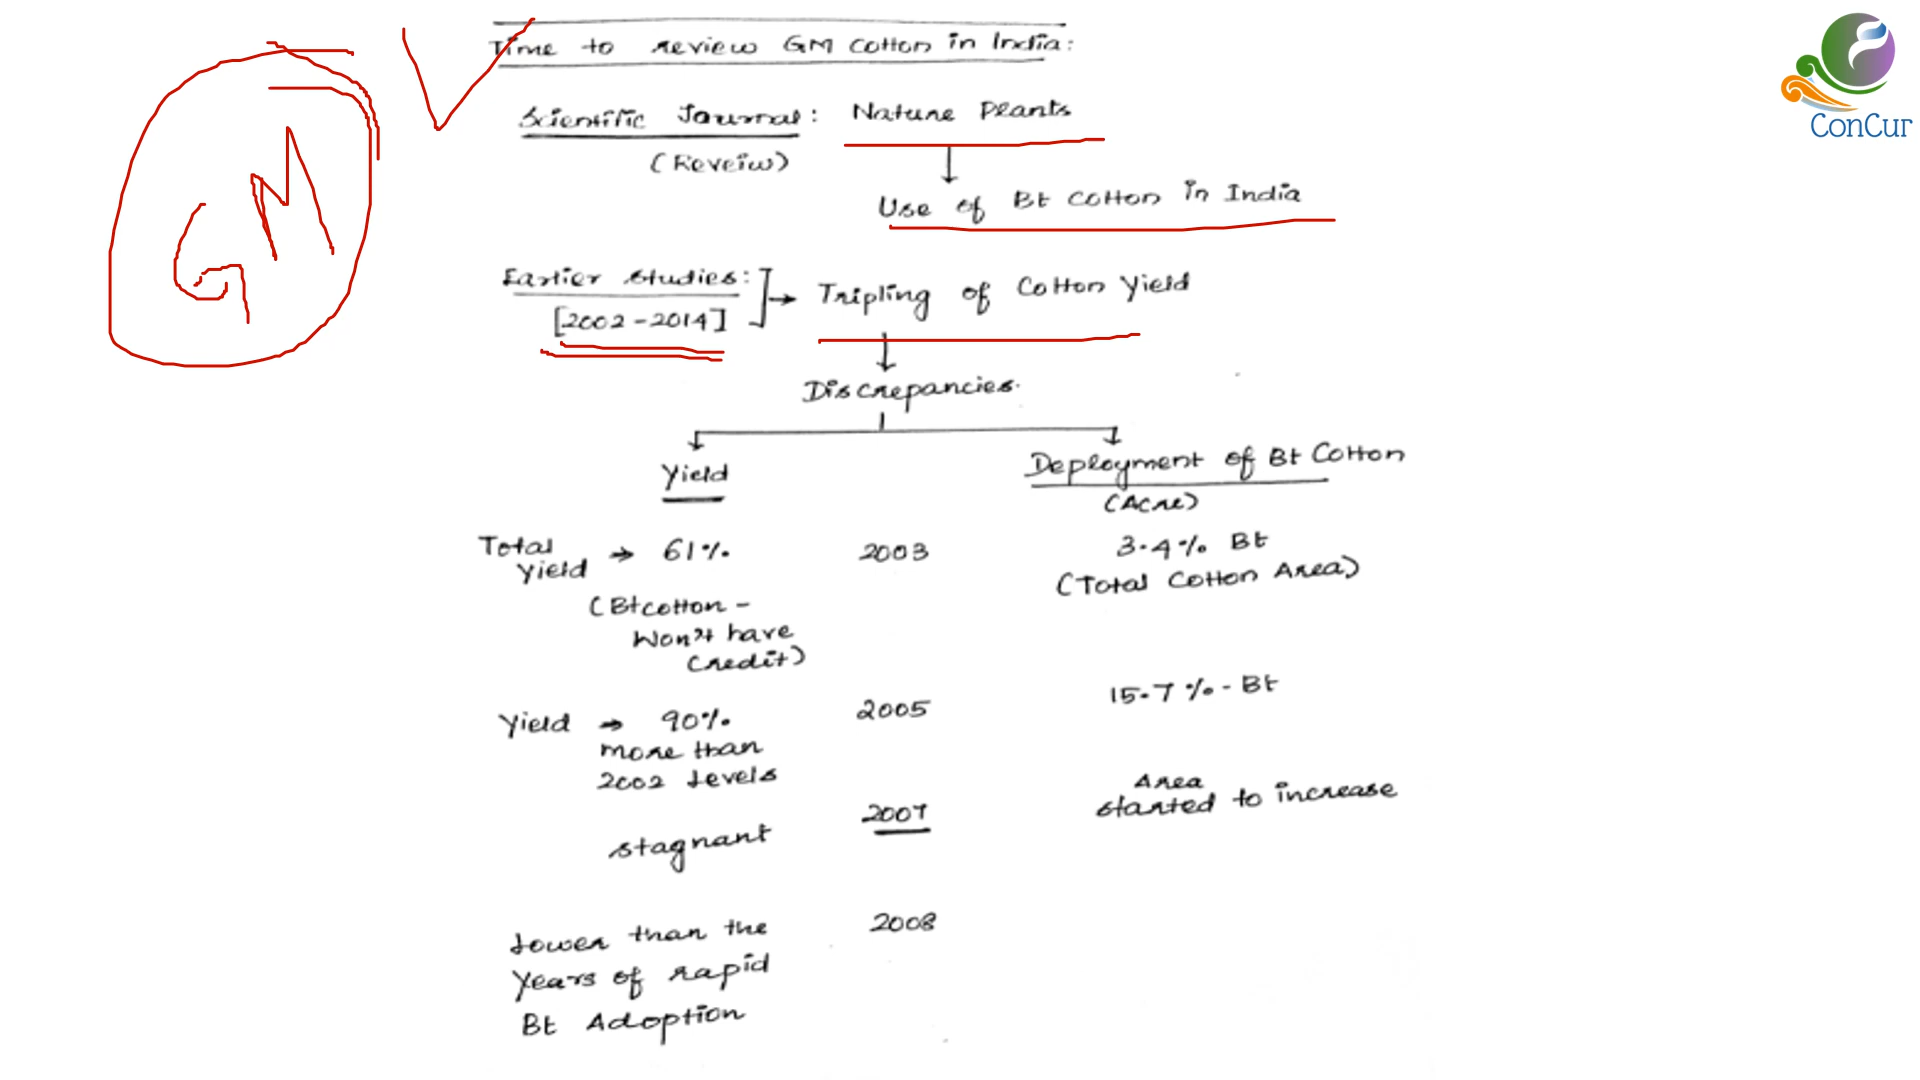 Time to review GM Cotton in India:
Scientific Journal: Nature Plants
(Reveiw)
Use of Bt Cotton in India
Earlier studies:
[2002-2014] → Tripling of Cotton Yield
Discrepancies.
Yield
Deployment of Bt Cotton
(Acre)
Total Yield → 61% 2003 3.4% Bt
(Total Cotton Area)
(Bt cotton -
Won't have
Credit)
Yield → 90% 2005 15.7% - Bt
more than
2002 levels
stagnant 2007 Area
started to increase
Lower than the 2008
Years of rapid
Bt Adoption
GM
ConCur